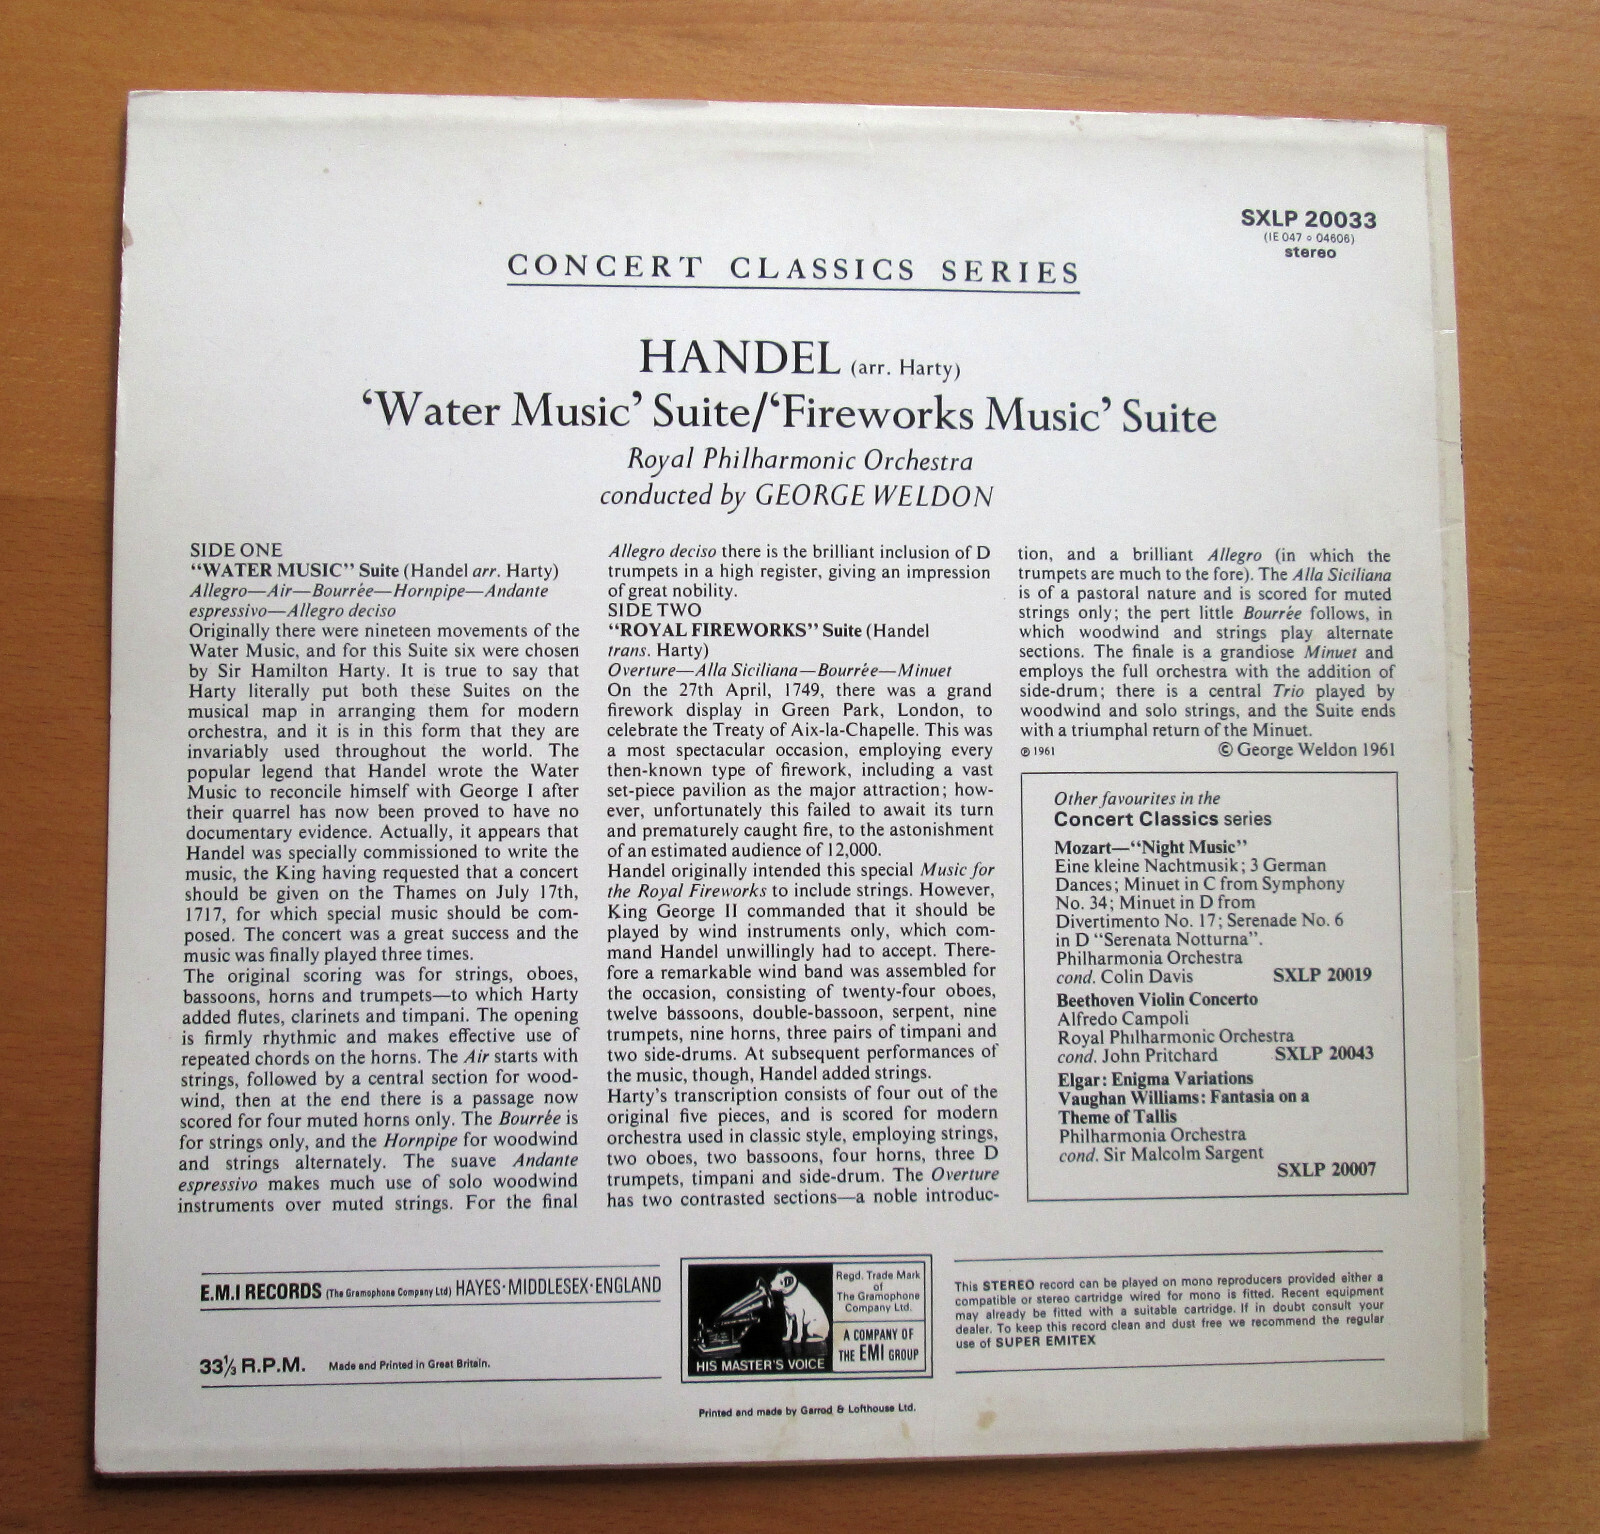 SXLP 20033
(IE 047 o 04606)
stereo
CONCERT CLASSICS SERIES
HANDEL (arr. Harty)
‘Water Music’ Suite/‘Fireworks Music’ Suite
Royal Philharmonic Orchestra
conducted by GEORGE WELDON
SIDE ONE
“WATER MUSIC” Suite (Handel arr. Harty)
Allegro—Air—Bourrée—Hornpipe—Andante
espressivo—Allegro deciso
Originally there were nineteen movements of the
Water Music, and for this Suite six were chosen
by Sir Hamilton Harty. It is true to say that
Harty literally put both these Suites on the
musical map in arranging them for modern
orchestra, and it is in this form that they are
invariably used throughout the world. The
popular legend that Handel wrote the Water
Music to reconcile himself with George I after
their quarrel has now been proved to have no
documentary evidence. Actually, it appears that
Handel was specially commissioned to write the
music, the King having requested that a concert
should be given on the Thames on July 17th,
1717, for which special music should be com-
posed. The concert was a great success and the
music was finally played three times.
The original scoring was for strings, oboes,
bassoons, horns and trumpets—to which Harty
added flutes, clarinets and timpani. The opening
is firmly rhythmic and makes effective use of
repeated chords on the horns. The Air starts with
strings, followed by a central section for wood-
wind, then at the end there is a passage now
scored for four muted horns only. The Bourrée is
for strings only, and the Hornpipe for woodwind
and strings alternately. The suave Andante
espressivo makes much use of solo woodwind
instruments over muted strings. For the final
Allegro deciso there is the brilliant inclusion of D
trumpets in a high register, giving an impression
of great nobility.
SIDE TWO
“ROYAL FIREWORKS” Suite (Handel
trans. Harty)
Overture—Alla Siciliana—Bourrée—Minuet
On the 27th April, 1749, there was a grand
firework display in Green Park, London, to
celebrate the Treaty of Aix-la-Chapelle. This was
a most spectacular occasion, employing every
then-known type of firework, including a vast
set-piece pavilion as the major attraction; how-
ever, unfortunately this failed to await its turn
and prematurely caught fire, to the astonishment
of an estimated audience of 12,000.
Handel originally intended this special Music for
the Royal Fireworks to include strings. However,
King George II commanded that it should be
played by wind instruments only, which com-
mand Handel unwillingly had to accept. There-
fore a remarkable wind band was assembled for
the occasion, consisting of twenty-four oboes,
twelve bassoons, double-bassoon, serpent, nine
trumpets, nine horns, three pairs of timpani and
two side-drums. At subsequent performances of
the music, though, Handel added strings.
Harty’s transcription consists of four out of the
original five pieces, and is scored for modern
orchestra used in classic style, employing strings,
two oboes, two bassoons, four horns, three D
trumpets, timpani and side-drum. The Overture
has two contrasted sections—a noble introduc-
tion, and a brilliant Allegro (in which the
trumpets are much to the fore). The Alla Siciliana
is of a pastoral nature and is scored for muted
strings only; the pert little Bourrée follows, in
which woodwind and strings play alternate
sections. The finale is a grandiose Minuet and
employs the full orchestra with the addition of
side-drum; there is a central Trio played by
woodwind and solo strings, and the Suite ends
with a triumphal return of the Minuet.
℗ 1961 © George Weldon 1961
Other favourites in the
Concert Classics series
Mozart—“Night Music”
Eine kleine Nachtmusik; 3 German
Dances; Minuet in C from Symphony
No. 34; Minuet in D from
Divertimento No. 17; Serenade No. 6
in D “Serenata Notturna”.
Philharmonia Orchestra
cond. Colin Davis SXLP 20019
Beethoven Violin Concerto
Alfredo Campoli
Royal Philharmonic Orchestra
cond. John Pritchard SXLP 20043
Elgar: Enigma Variations
Vaughan Williams: Fantasia on a
Theme of Tallis
Philharmonia Orchestra
cond. Sir Malcolm Sargent
SXLP 20007
E.M.I RECORDS (The Gramophone Company Ltd) HAYES·MIDDLESEX·ENGLAND
33⅓ R.P.M. Made and Printed in Great Britain.
HIS MASTER'S VOICE
Regd. Trade Mark
of
The Gramophone
Company Ltd.
A COMPANY OF
THE EMI GROUP
This STEREO record can be played on mono reproducers provided either a
compatible or stereo cartridge wired for mono is fitted. Recent equipment
may already be fitted with a suitable cartridge. If in doubt consult your
dealer. To keep this record clean and dust free we recommend the regular
use of SUPER EMITEX
Printed and made by Garrod & Lofthouse Ltd.